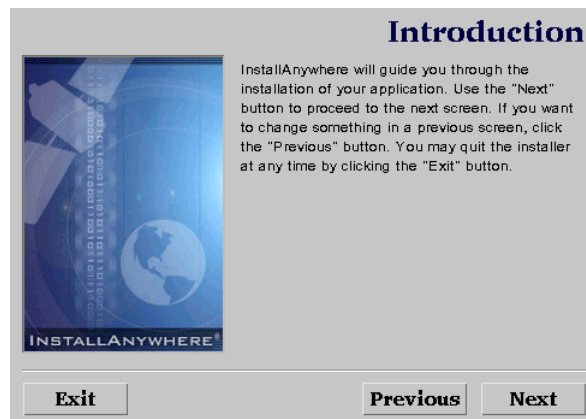 Introduction
InstallAnywhere will guide you through the
installation of your application. Use the "Next"
button to proceed to the next screen. If you want
to change something in a previous screen, click
the "Previous" button. You may quit the installer
at any time by clicking the "Exit" button.
INSTALLANYWHERE®
Exit
Previous
Next